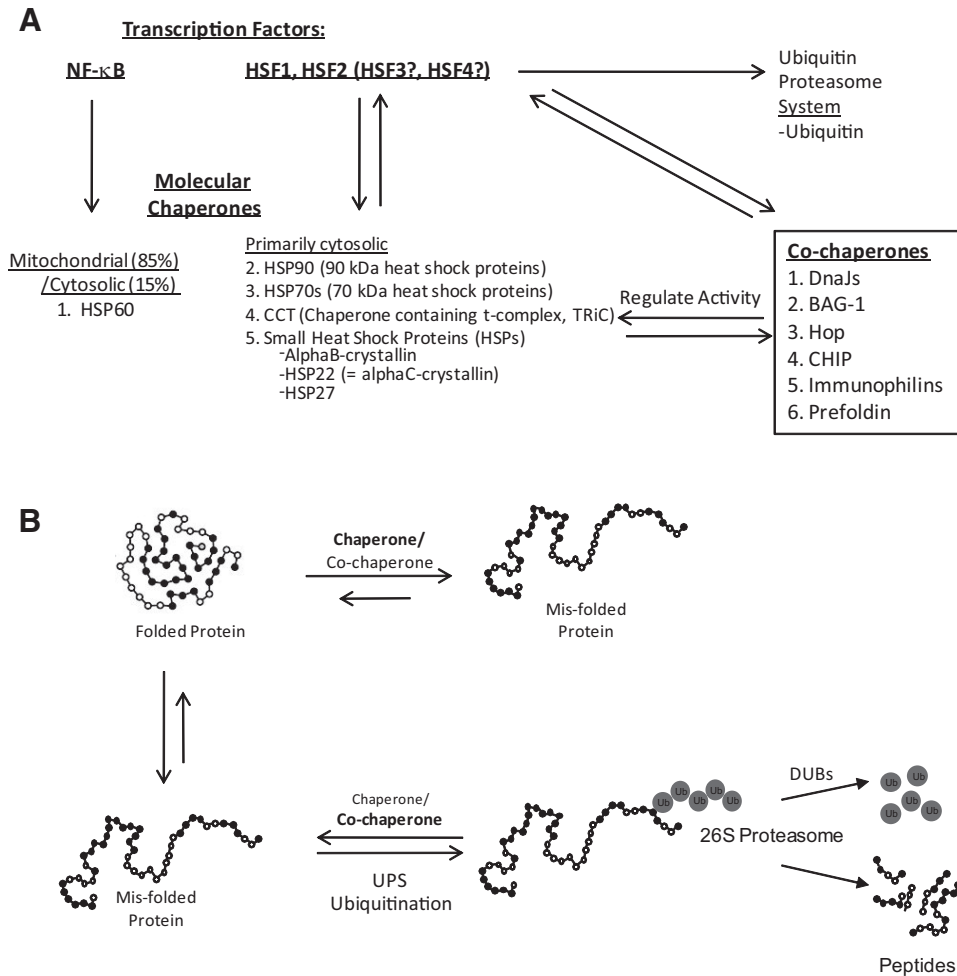 A
Transcription Factors:
NF-κB
HSF1, HSF2 (HSF3?, HSF4?)
Ubiquitin
Proteasome
System
-Ubiquitin
Molecular
Chaperones
Mitochondrial (85%)
/Cytosolic (15%)
1. HSP60
Primarily cytosolic
2. HSP90 (90 kDa heat shock proteins)
3. HSP70s (70 kDa heat shock proteins)
4. CCT (Chaperone containing t-complex, TRiC)
5. Small Heat Shock Proteins (HSPs)
-AlphaB-crystallin
-HSP22 (= alphaC-crystallin)
-HSP27
Regulate Activity
Co-chaperones
1. DnaJs
2. BAG-1
3. Hop
4. CHIP
5. Immunophilins
6. Prefoldin
B
Folded Protein
Chaperone/
Co-chaperone
Mis-folded
Protein
Mis-folded
Protein
Chaperone/
Co-chaperone
UPS
Ubiquitination
Ub
Ub
Ub
Ub
Ub
26S Proteasome
DUBs
Ub
Ub
Ub
Ub
Ub
Peptides